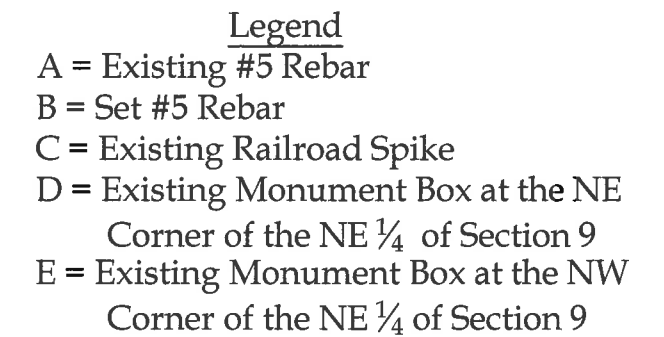 Legend
A = Existing #5 Rebar
B = Set #5 Rebar
C = Existing Railroad Spike
D = Existing Monument Box at the NE
Corner of the NE ¼ of Section 9
E = Existing Monument Box at the NW
Corner of the NE ¼ of Section 9